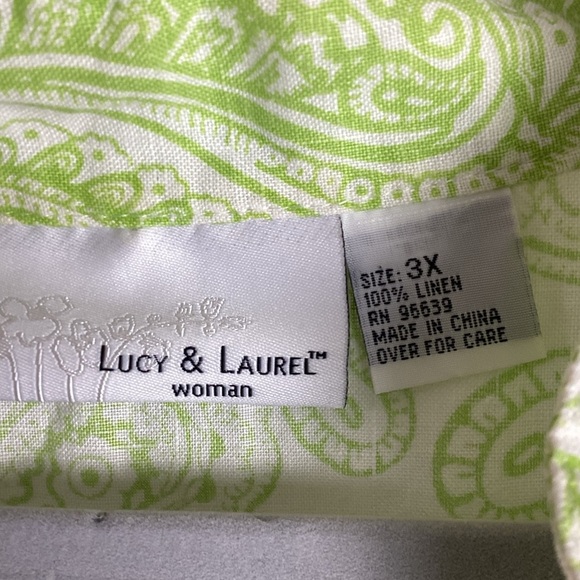 LUCY & LAUREL™
woman
SIZE: 3X
100% LINEN
RN 96639
MADE IN CHINA
OVER FOR CARE